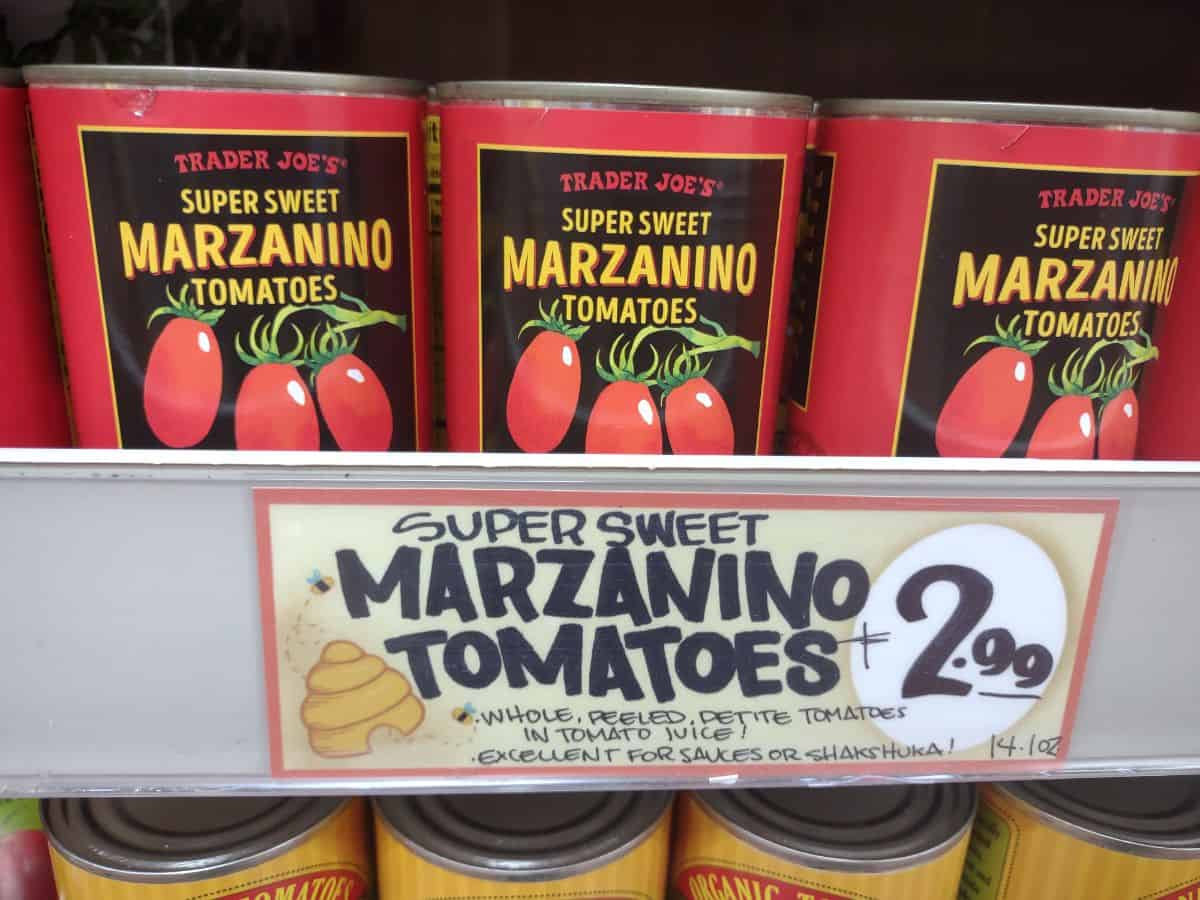 TRADER JOE'S®
SUPER SWEET
MARZANINO
TOMATOES
TRADER JOE'S®
SUPER SWEET
MARZANINO
TOMATOES
TRADER JOE'S
SUPER SWEET
MARZANINO
TOMATOES
SUPER SWEET
MARZANINO
TOMATOES
2.99
·WHOLE, PEELED, PETITE TOMATOES
IN TOMATO JUICE!
·EXCELLENT FOR SAUCES OR SHAKSHUKA!
14.1OZ
TOMATOES
ORGANIC